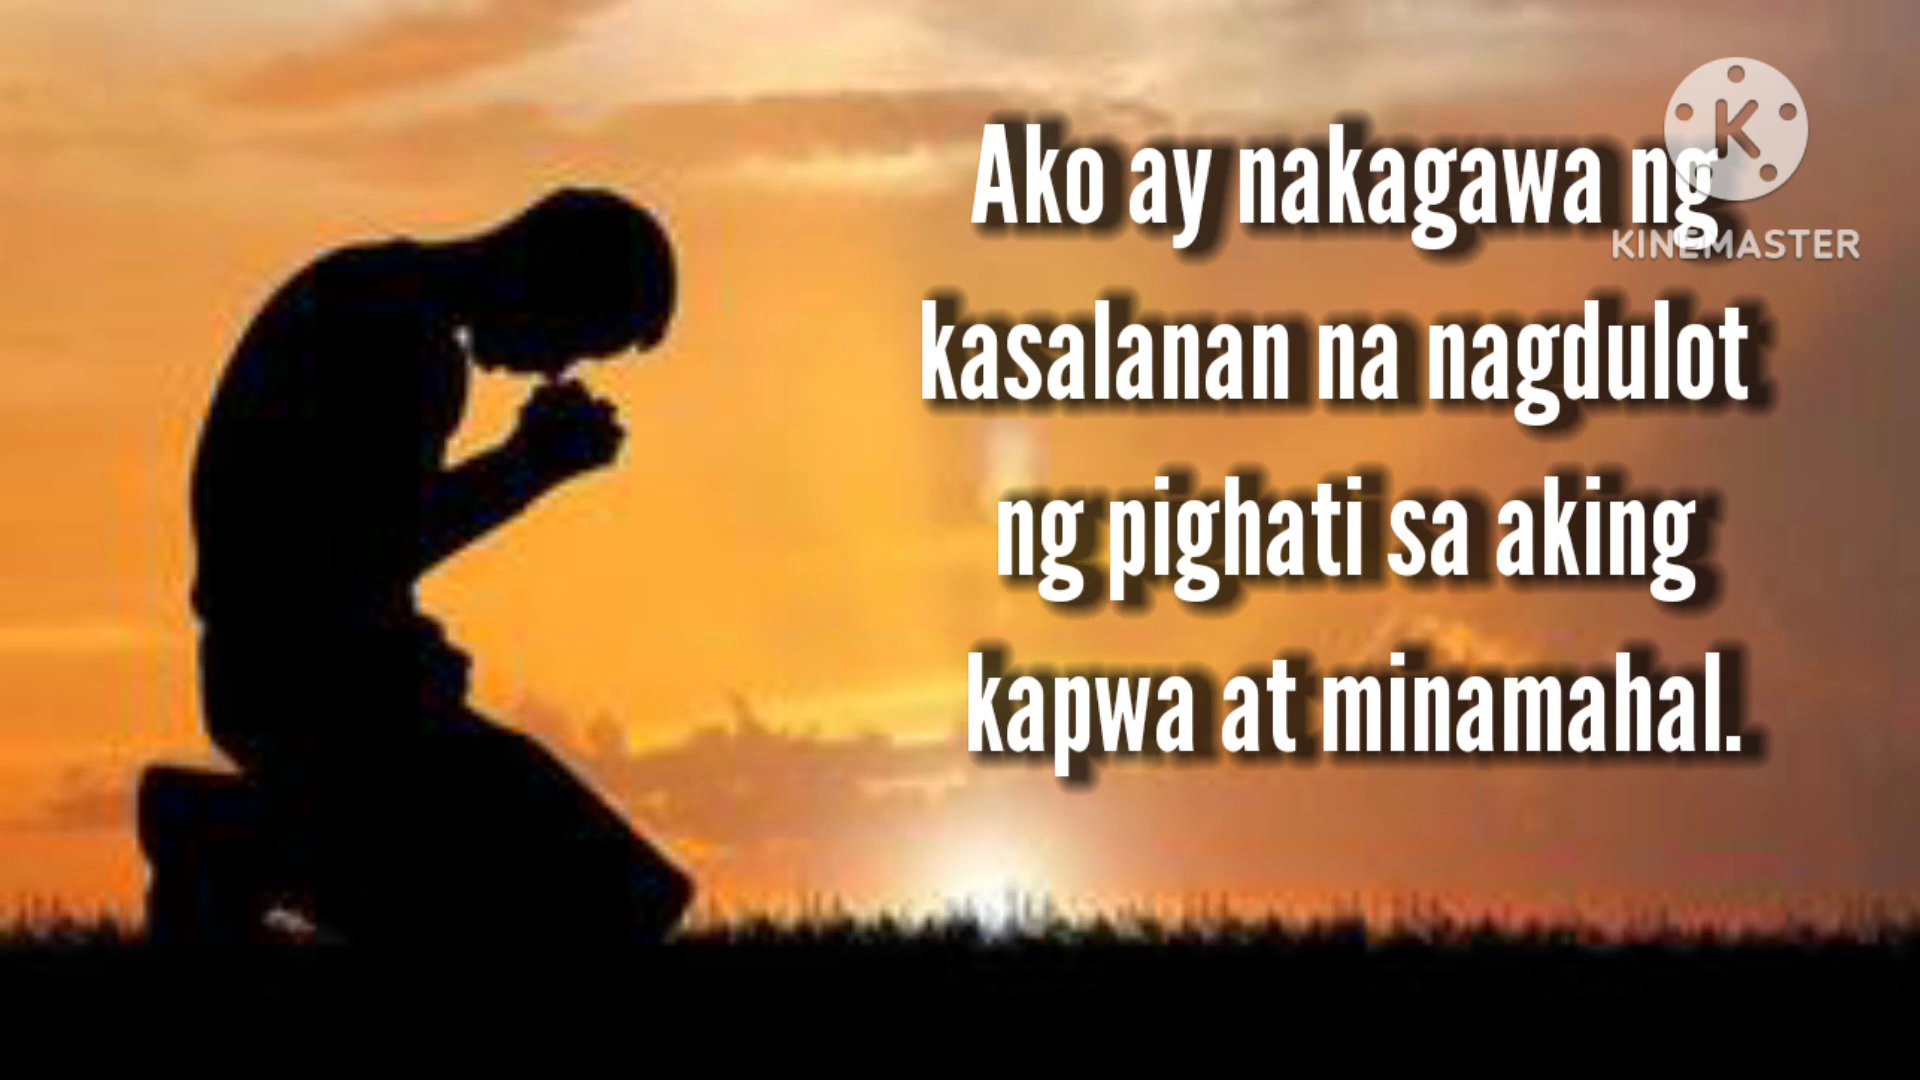 Ako ay nakagawa ng
kasalanan na nagdulot
ng pighati sa aking
kapwa at minamahal.
K
KINEMASTER